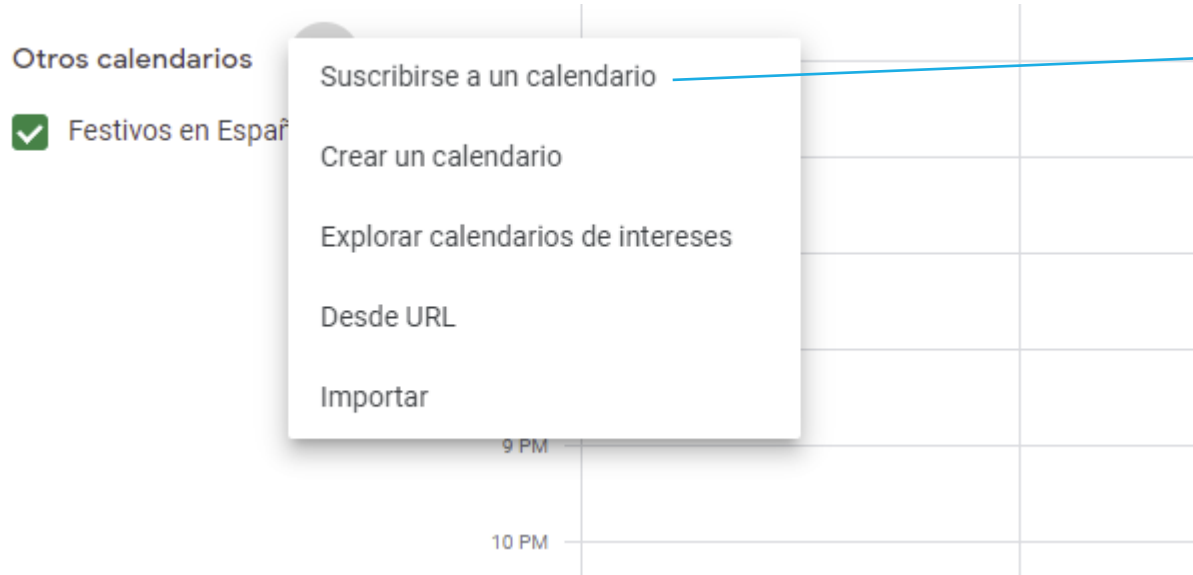 Otros calendarios
Festivos en Españ
Suscribirse a un calendario
Crear un calendario
Explorar calendarios de intereses
Desde URL
Importar
9 PM
10 PM